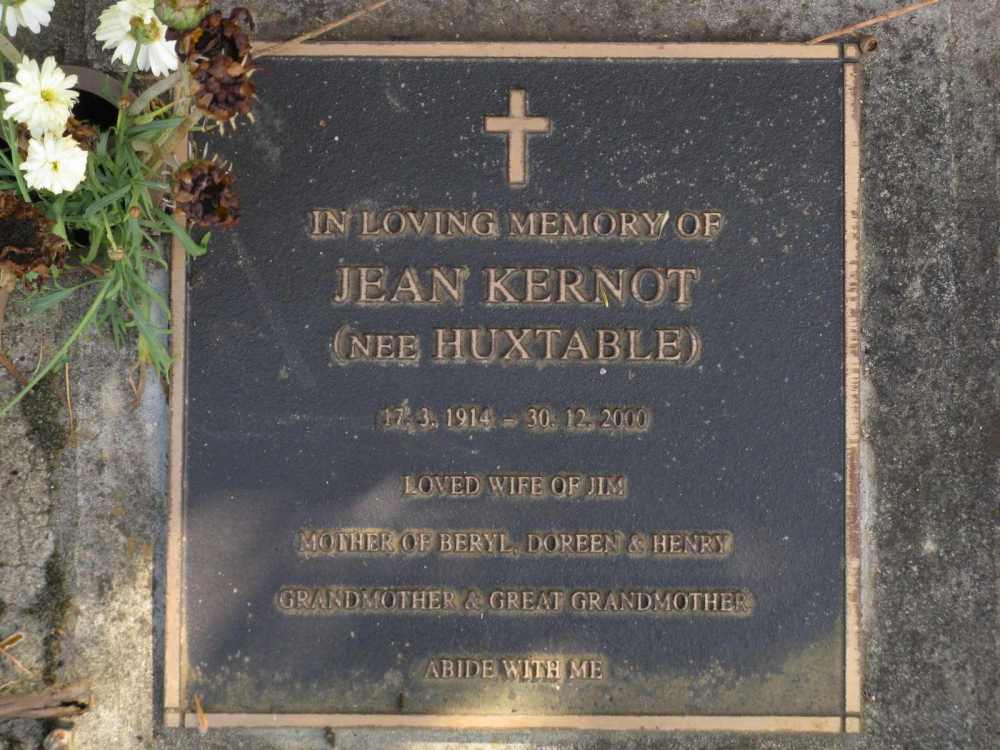 IN LOVING MEMORY OF
JEAN KERNOT
(NEE HUXTABLE)
17. 3. 1914 – 30. 12. 2000
LOVED WIFE OF JIM
MOTHER OF BERYL, DOREEN & HENRY
GRANDMOTHER & GREAT GRANDMOTHER
ABIDE WITH ME